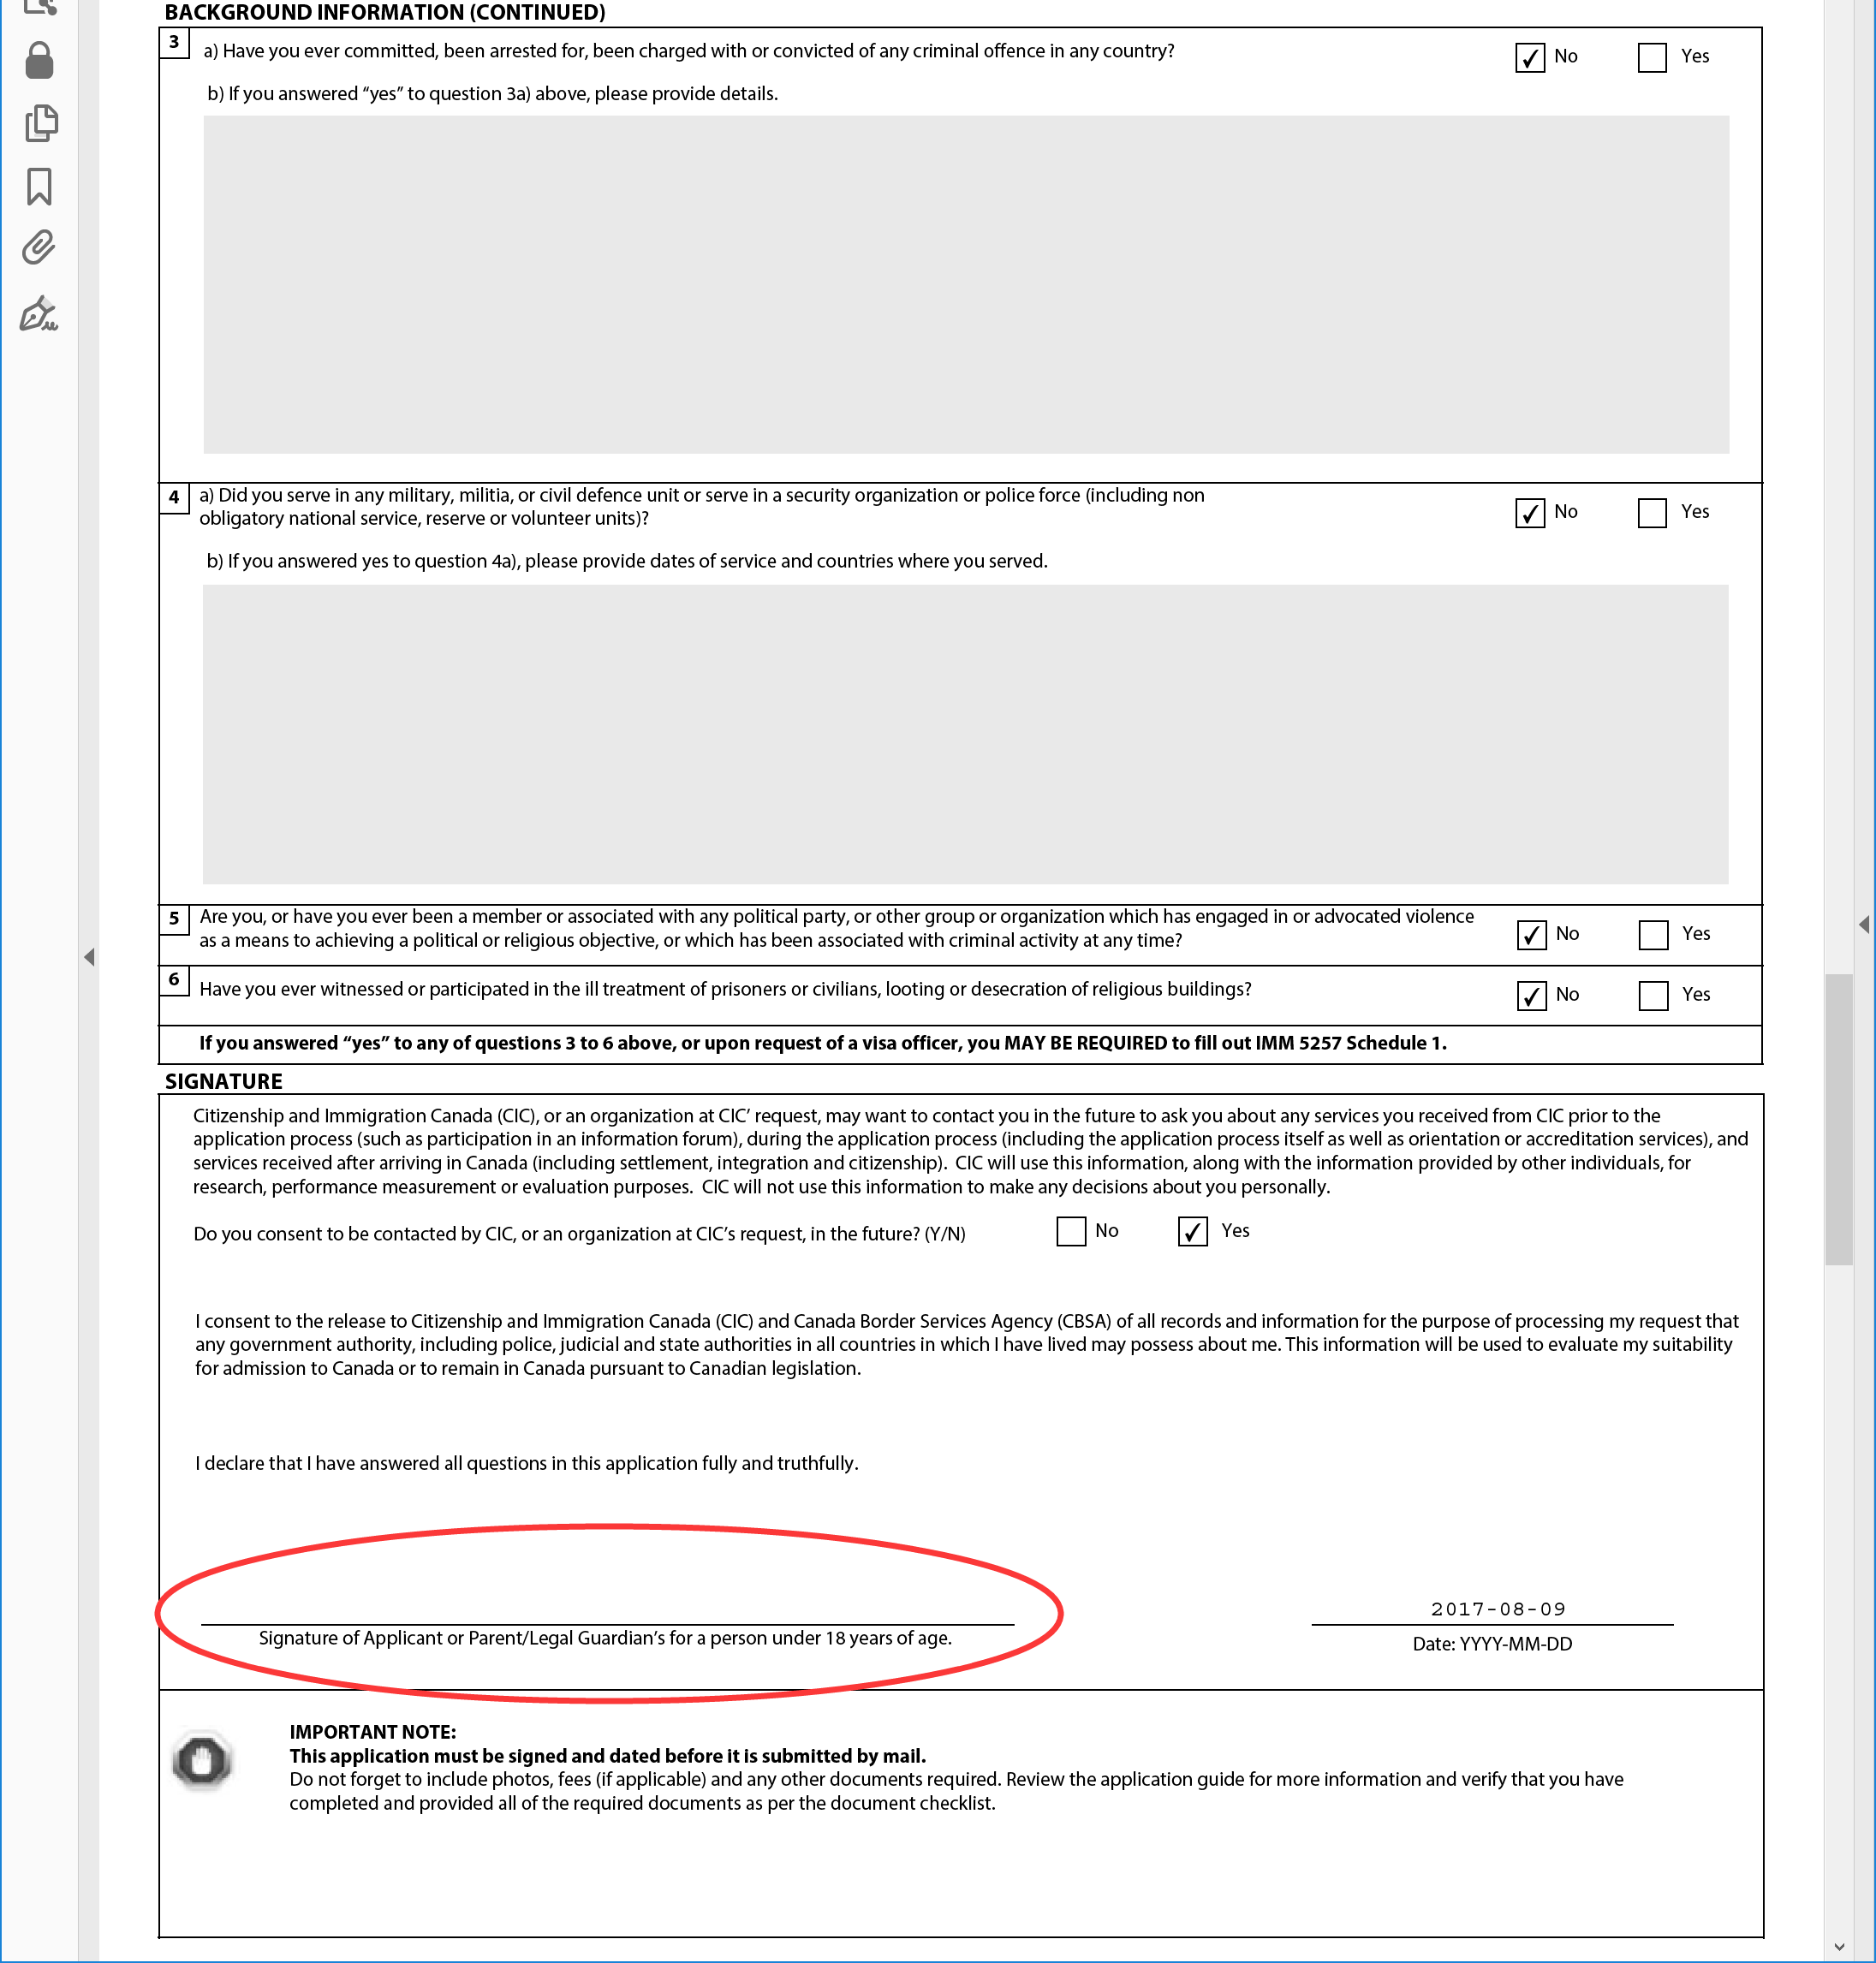 BACKGROUND INFORMATION (CONTINUED)
3
a) Have you ever committed, been arrested for, been charged with or convicted of any criminal offence in any country?
No
Yes
b) If you answered “yes” to question 3a) above, please provide details.
4
a) Did you serve in any military, militia, or civil defence unit or serve in a security organization or police force (including non
obligatory national service, reserve or volunteer units)?
No
Yes
b) If you answered yes to question 4a), please provide dates of service and countries where you served.
5
Are you, or have you ever been a member or associated with any political party, or other group or organization which has engaged in or advocated violence
as a means to achieving a political or religious objective, or which has been associated with criminal activity at any time?
No
Yes
6
Have you ever witnessed or participated in the ill treatment of prisoners or civilians, looting or desecration of religious buildings?
No
Yes
If you answered “yes” to any of questions 3 to 6 above, or upon request of a visa officer, you MAY BE REQUIRED to fill out IMM 5257 Schedule 1.
SIGNATURE
Citizenship and Immigration Canada (CIC), or an organization at CIC’ request, may want to contact you in the future to ask you about any services you received from CIC prior to the
application process (such as participation in an information forum), during the application process (including the application process itself as well as orientation or accreditation services), and
services received after arriving in Canada (including settlement, integration and citizenship).  CIC will use this information, along with the information provided by other individuals, for
research, performance measurement or evaluation purposes.  CIC will not use this information to make any decisions about you personally.
Do you consent to be contacted by CIC, or an organization at CIC’s request, in the future? (Y/N)
No
Yes
I consent to the release to Citizenship and Immigration Canada (CIC) and Canada Border Services Agency (CBSA) of all records and information for the purpose of processing my request that
any government authority, including police, judicial and state authorities in all countries in which I have lived may possess about me. This information will be used to evaluate my suitability
for admission to Canada or to remain in Canada pursuant to Canadian legislation.
I declare that I have answered all questions in this application fully and truthfully.
2017-08-09
Signature of Applicant or Parent/Legal Guardian’s for a person under 18 years of age.
Date: YYYY-MM-DD
IMPORTANT NOTE:
This application must be signed and dated before it is submitted by mail.
Do not forget to include photos, fees (if applicable) and any other documents required. Review the application guide for more information and verify that you have
completed and provided all of the required documents as per the document checklist.